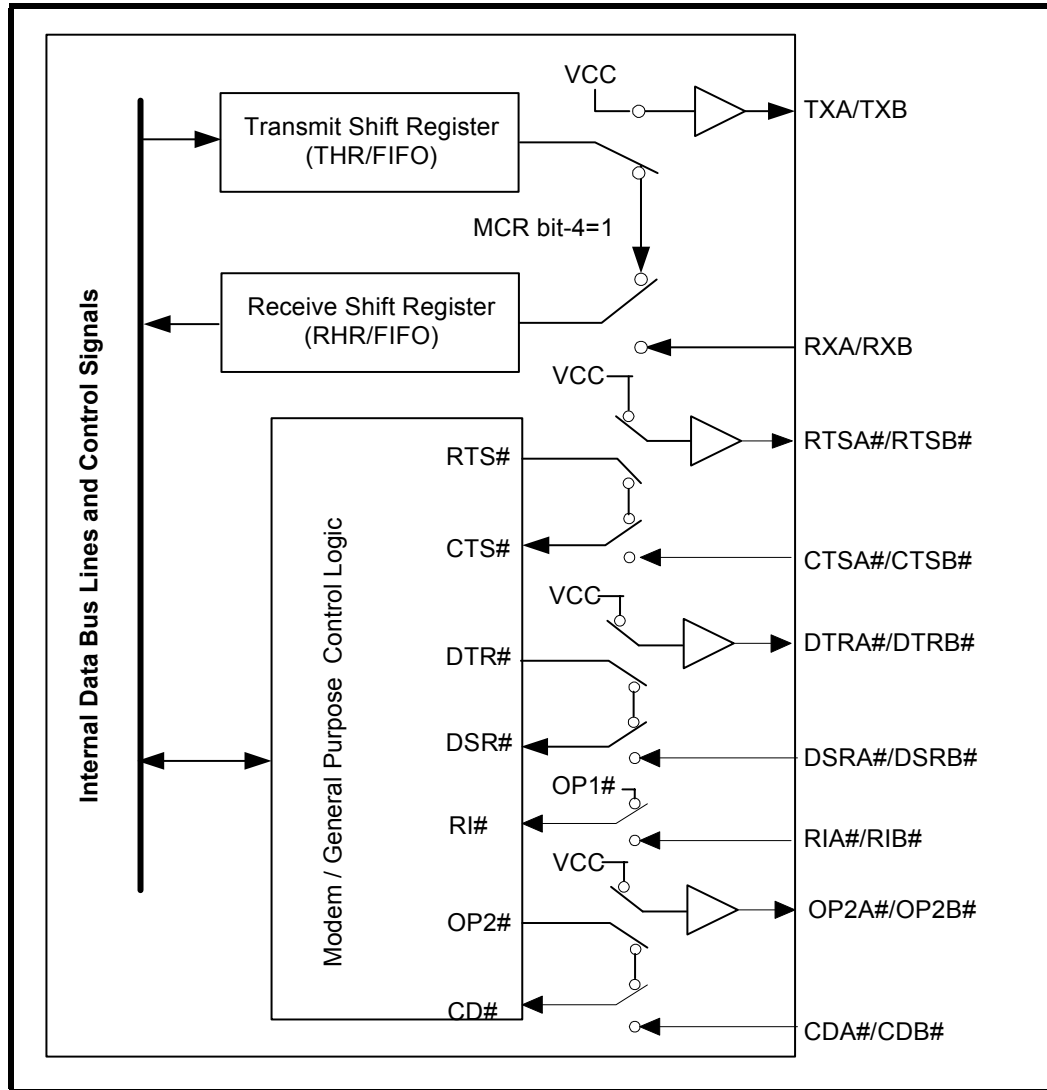 VCC
TXA/TXB
Transmit Shift Register
(THR/FIFO)
MCR bit-4=1
Receive Shift Register
(RHR/FIFO)
RXA/RXB
VCC
RTSA#/RTSB#
RTS#
CTS#
CTSA#/CTSB#
VCC
DTRA#/DTRB#
DTR#
DSR#
DSRA#/DSRB#
OP1#
RI#
RIA#/RIB#
VCC
OP2A#/OP2B#
OP2#
CD#
CDA#/CDB#
Internal Data Bus Lines and Control Signals
Modem / General Purpose Control Logic